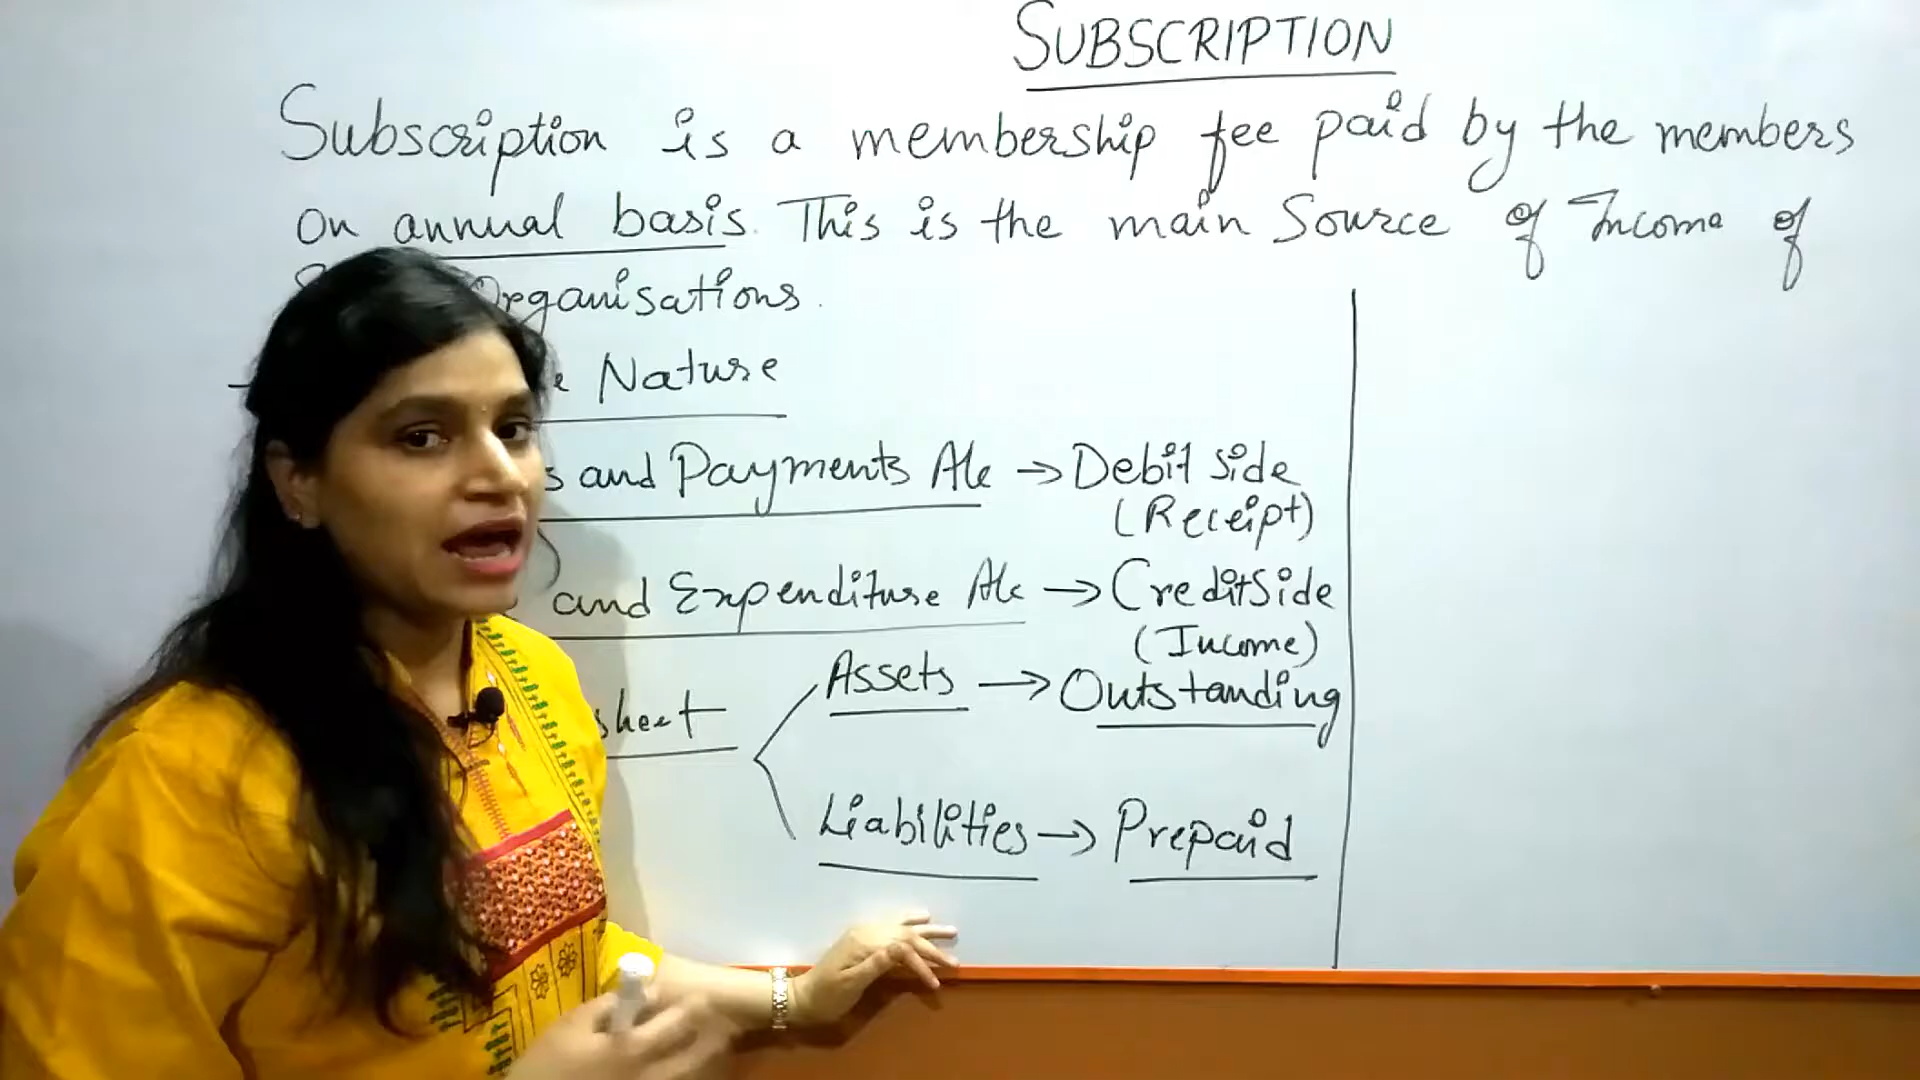 SUBSCRIPTION
Subscription is a membership fee paid by the members
on annual basis. This is the main Source of Income of
Organisations.
Nature
and Payments A/c → Debit side
(Receipt)
and Expenditure A/c → Credit Side
(Income)
Assets → Outstanding
sheet
Liabilities → Prepaid